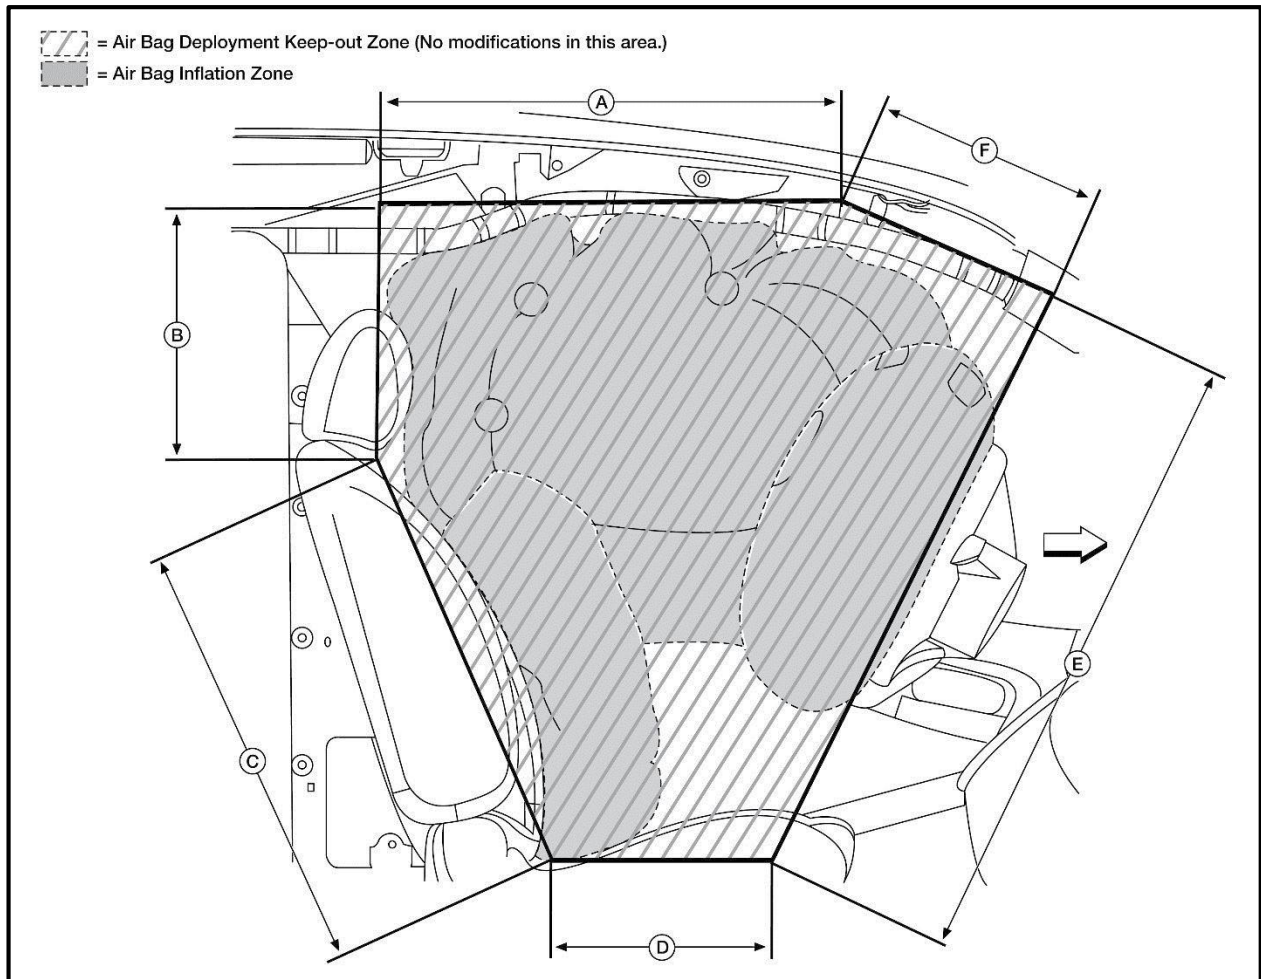 = Air Bag Deployment Keep-out Zone (No modifications in this area.)
= Air Bag Inflation Zone
A
F
B
E
C
D